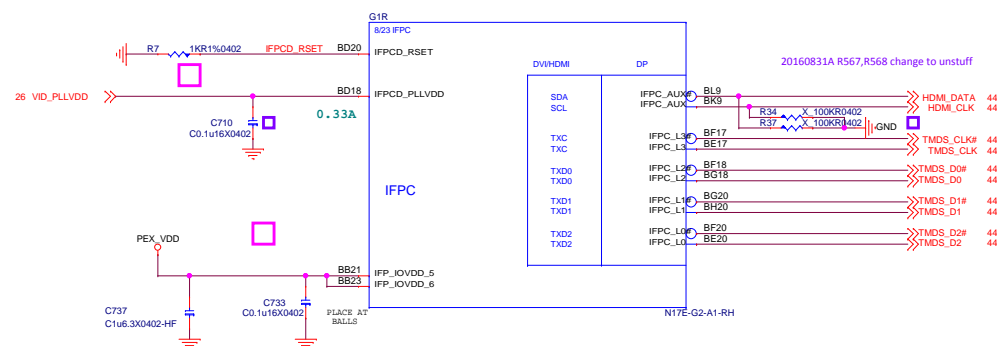 G1R
8/23 IFPC
R7 1KR1%0402 IFPCD_RSET BD20 IFPCD_RSET
DVI/HDMI DP
20160831A R567,R568 change to unstuff
26 VID_PLLVDD BD18 IFPCD_PLLVDD
0.33A
C710
C0.1u16X0402
SDA IFPC_AUX# BL9 HDMI_DATA 44
SCL IFPC_AUX BK9 HDMI_CLK 44
R34 X_100KR0402
R37 X_100KR0402 GND
TXC IFPC_L3# BF17 TMDS_CLK# 44
TXC IFPC_L3 BE17 TMDS_CLK 44
TXD0 IFPC_L2# BF18 TMDS_D0# 44
TXD0 IFPC_L2 BG18 TMDS_D0 44
IFPC
TXD1 IFPC_L1# BG20 TMDS_D1# 44
TXD1 IFPC_L1 BH20 TMDS_D1 44
TXD2 IFPC_L0# BF20 TMDS_D2# 44
TXD2 IFPC_L0 BE20 TMDS_D2 44
PEX_VDD
BB21 IFP_IOVDD_5
BB23 IFP_IOVDD_6
C737
C1u6.3X0402-HF
C733
C0.1u16X0402
PLACE AT
BALLS
N17E-G2-A1-RH